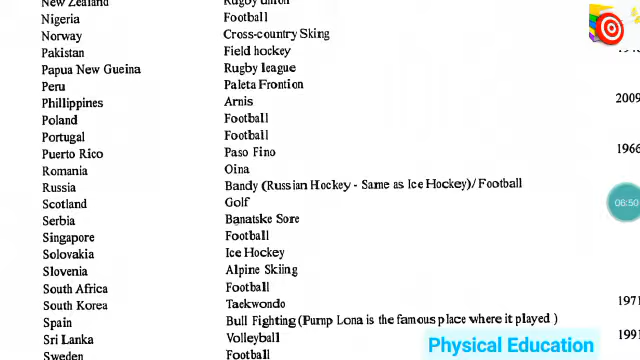 New Zealand Rugby union
Nigeria Football
Norway Cross-country Sking
Pakistan Field hockey
Papua New Gueina Rugby league
Peru Paleta Frontion
Phillippines Arnis 2009
Poland Football
Portugal Football
Puerto Rico Paso Fino 1966
Romania Oina
Russia Bandy (Russian Hockey - Same as Ice Hockey)/ Football
Scotland Golf 06:50
Serbia Banatske Sore
Singapore Football
Solovakia Ice Hockey
Slovenia Alpine Skiing
South Africa Football
South Korea Taekwondo 1971
Spain Bull Fighting (Pump Lona is the famous place where it played )
Sri Lanka Volleyball 1991
Physical Education
Sweden Football